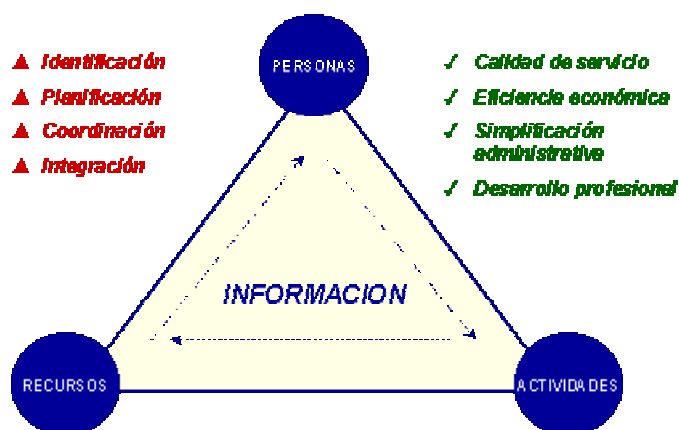 PERSONAS
Identificación
Planificación
Coordinación
Integración
Calidad de servicio
Eficiencia económica
Simplificación
administrativa
Desarrollo profesional
INFORMACION
RECURSOS
ACTIVIDADES